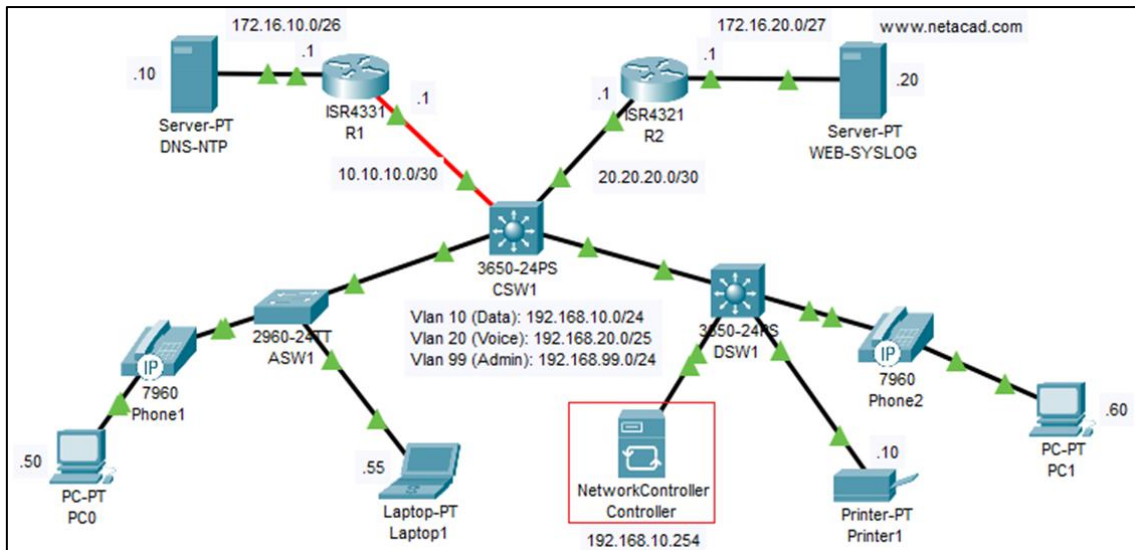 172.16.10.0/26
172.16.20.0/27
www.netacad.com
.10
.1
.1
.20
Server-PT
DNS-NTP
ISR4331
R1
.1
.1
ISR4321
R2
Server-PT
WEB-SYSLOG
10.10.10.0/30
20.20.20.0/30
3650-24PS
CSW1
Vlan 10 (Data): 192.168.10.0/24
Vlan 20 (Voice): 192.168.20.0/25
Vlan 99 (Admin): 192.168.99.0/24
2960-24TT
ASW1
3650-24PS
DSW1
IP
7960
Phone1
IP
7960
Phone2
.50
PC-PT
PC0
.55
Laptop-PT
Laptop1
NetworkController
Controller
192.168.10.254
.10
Printer-PT
Printer1
.60
PC-PT
PC1